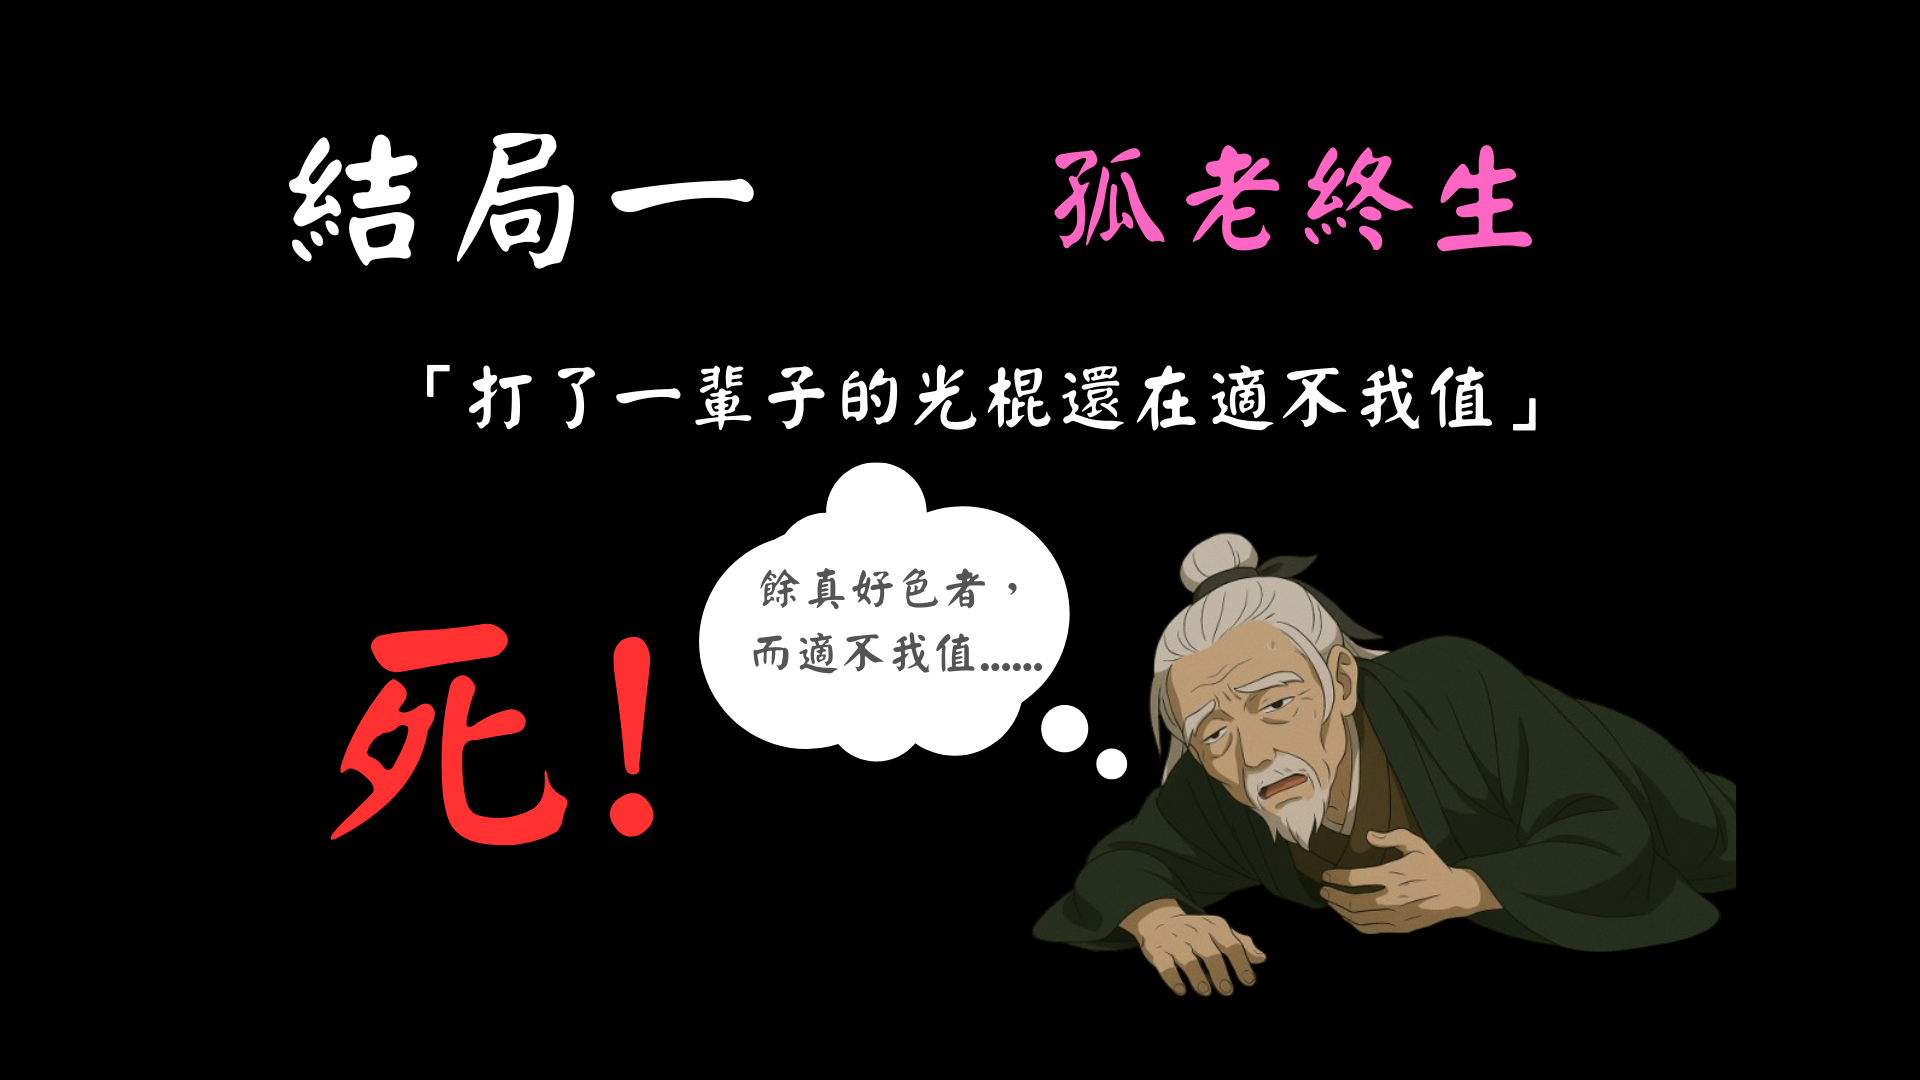 結局一
孤老終生
「打了一輩子的光棍還在適不我值」
餘真好色者，
而適不我值......
死!